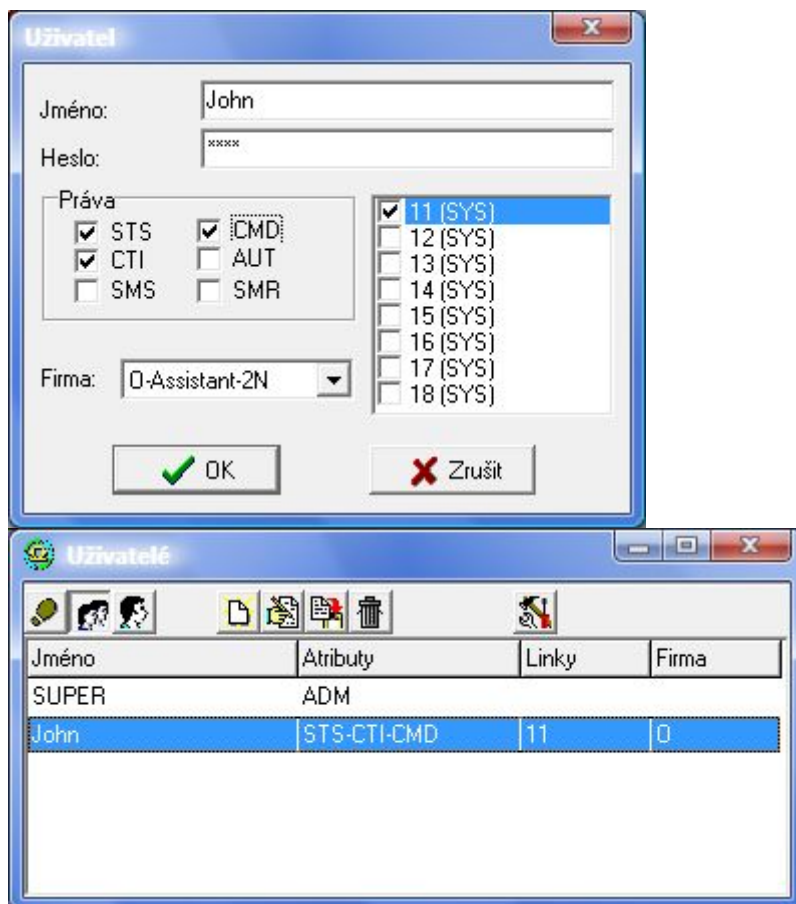 Uživatel
Jméno: John
Heslo: ****
Práva
STS CMD
CTI AUT
SMS SMR
11 (SYS)
12 (SYS)
13 (SYS)
14 (SYS)
15 (SYS)
16 (SYS)
17 (SYS)
18 (SYS)
Firma: O-Assistant-2N
OK Zrušit
Uživatelé
Jméno Atributy Linky Firma
SUPER ADM
John STS-CTI-CMD 11 O